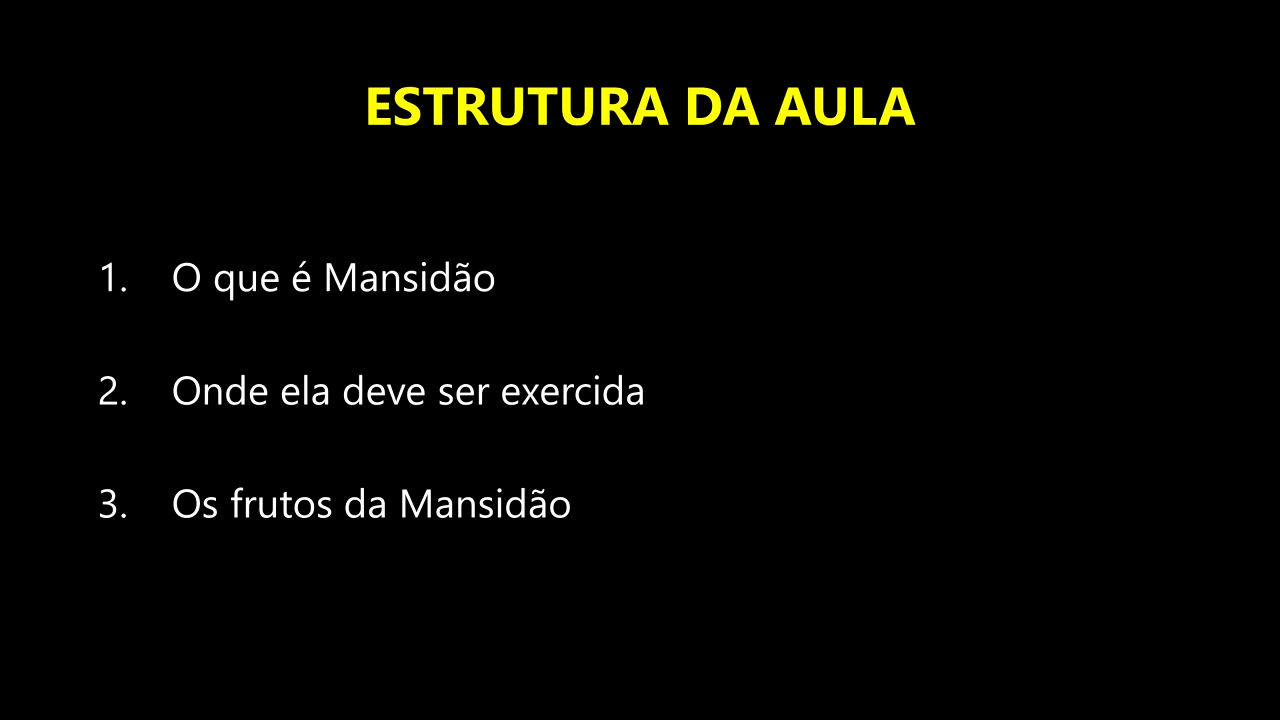 ESTRUTURA DA AULA
1. O que é Mansidão
2. Onde ela deve ser exercida
3. Os frutos da Mansidão